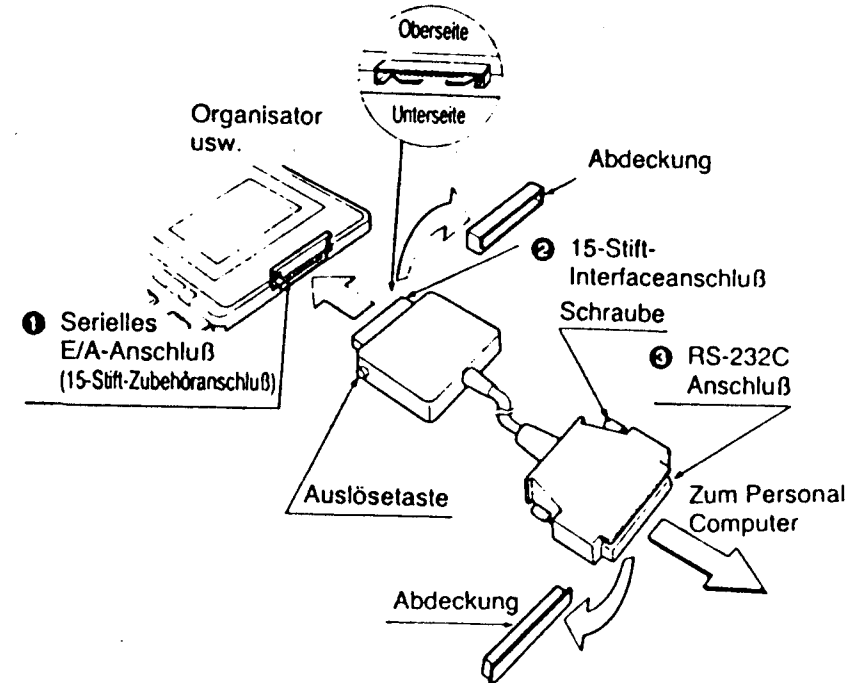 Oberseite
Unterseite
Organisator
usw.
Abdeckung
❷ 15-Stift-
Interfaceanschluß
Schraube
❶ Serielles
E/A-Anschluß
(15-Stift-Zubehöranschluß)
❸ RS-232C
Anschluß
Auslösetaste
Zum Personal
Computer
Abdeckung